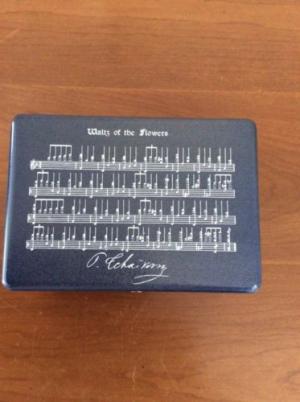 Waltz of the Flowers
P. Tchaikovsky